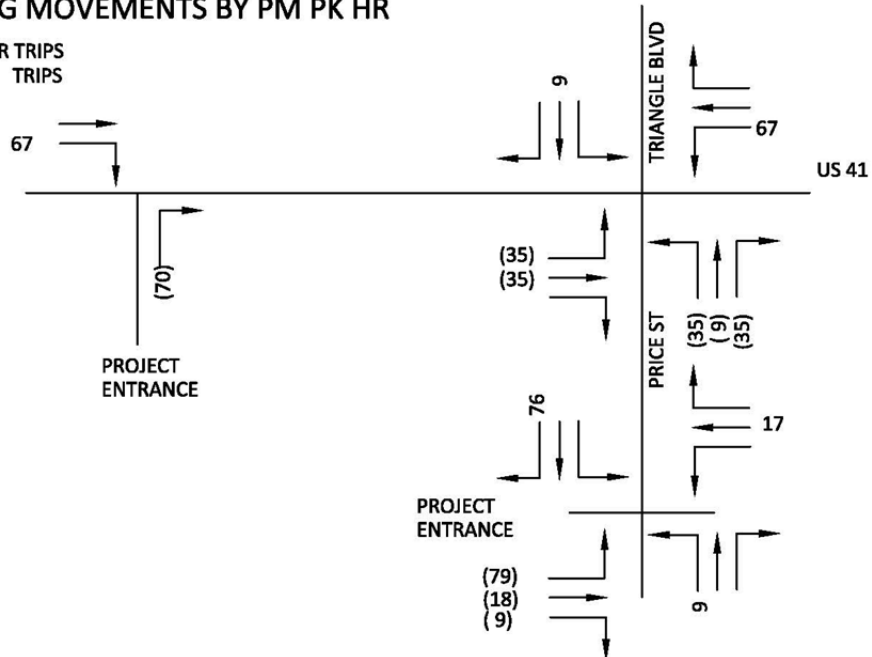 G MOVEMENTS BY PM PK HR
R TRIPS
TRIPS
67
(70)
PROJECT
ENTRANCE
9
TRIANGLE BLVD
67
US 41
(35)
(35)
PRICE ST
(35)
( 9)
(35)
76
17
PROJECT
ENTRANCE
(79)
(18)
( 9)
9